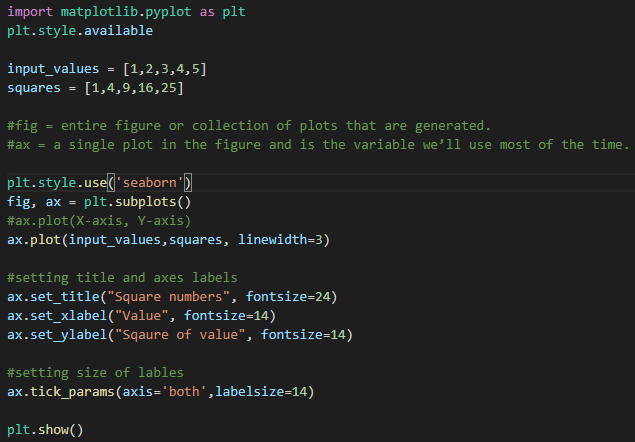 import matplotlib.pyplot as plt
plt.style.available
input_values = [1,2,3,4,5]
squares = [1,4,9,16,25]
#fig = entire figure or collection of plots that are generated.
#ax = a single plot in the figure and is the variable we’ll use most of the time.
plt.style.use('seaborn')
fig, ax = plt.subplots()
#ax.plot(X-axis, Y-axis)
ax.plot(input_values,squares, linewidth=3)
#setting title and axes labels
ax.set_title("Square numbers", fontsize=24)
ax.set_xlabel("Value", fontsize=14)
ax.set_ylabel("Sqaure of value", fontsize=14)
#setting size of lables
ax.tick_params(axis='both',labelsize=14)
plt.show()